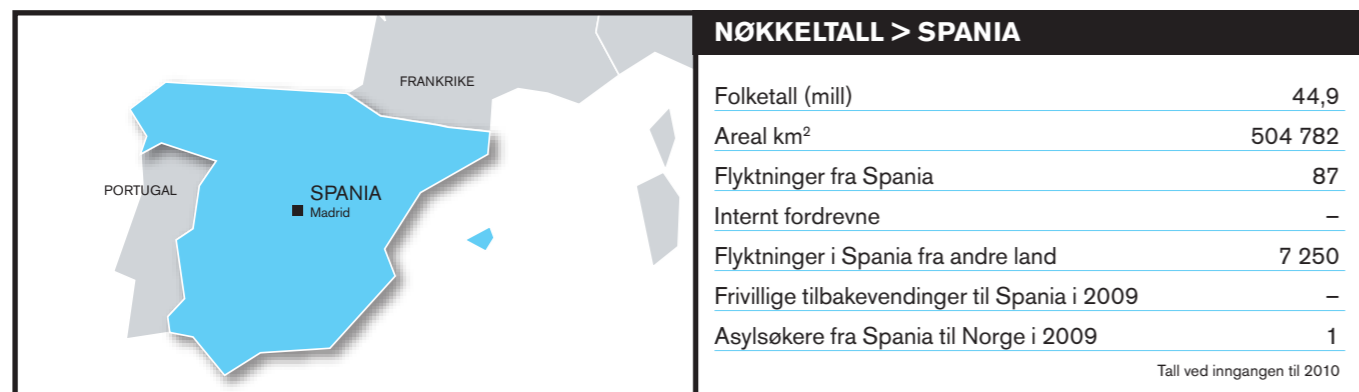 FRANKRIKE
PORTUGAL
SPANIA
Madrid
NØKKELTALL > SPANIA
Folketall (mill) 44,9
Areal km² 504 782
Flyktninger fra Spania 87
Internt fordrevne –
Flyktninger i Spania fra andre land 7 250
Frivillige tilbakevendinger til Spania i 2009 –
Asylsøkere fra Spania til Norge i 2009 1
Tall ved inngangen til 2010